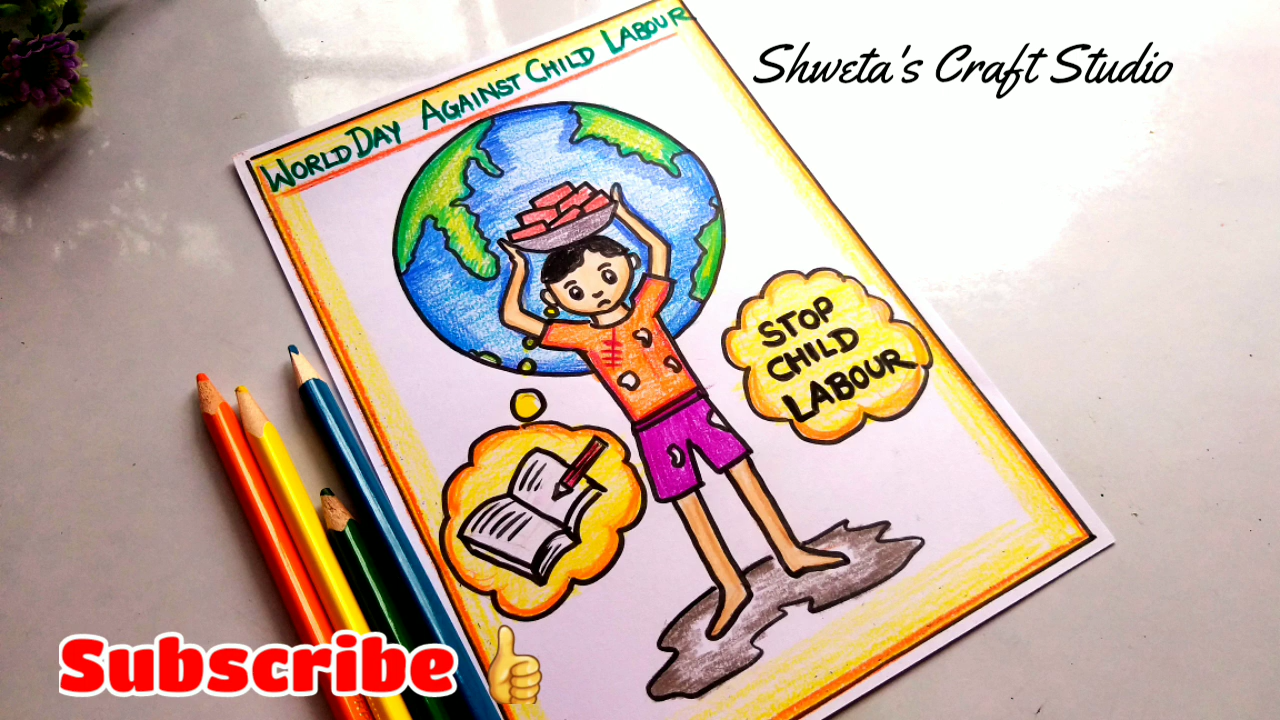 WORLD DAY AGAINST CHILD LABOUR
Shweta's Craft Studio
STOP
CHILD
LABOUR
Subscribe